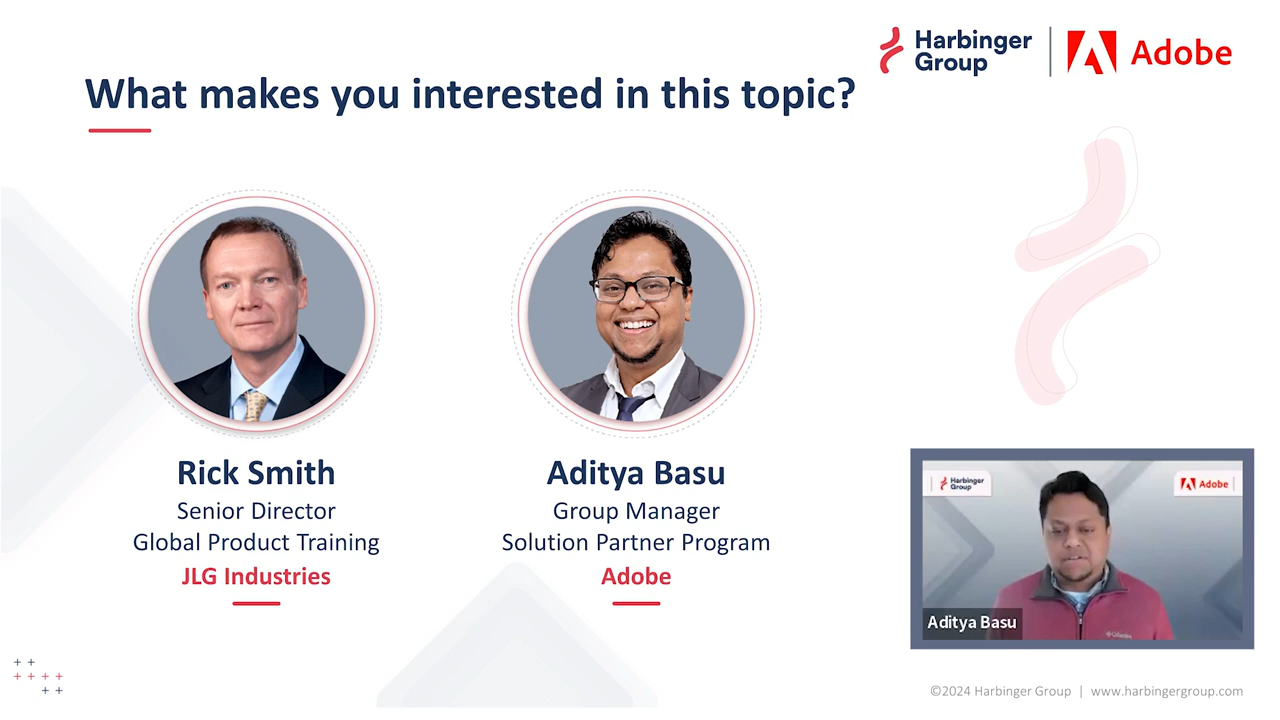 Harbinger
Group
Adobe
What makes you interested in this topic?
Rick Smith
Senior Director
Global Product Training
JLG Industries
Aditya Basu
Group Manager
Solution Partner Program
Adobe
Harbinger
Group
Adobe
Columbia
Aditya Basu
©2024 Harbinger Group | www.harbingergroup.com